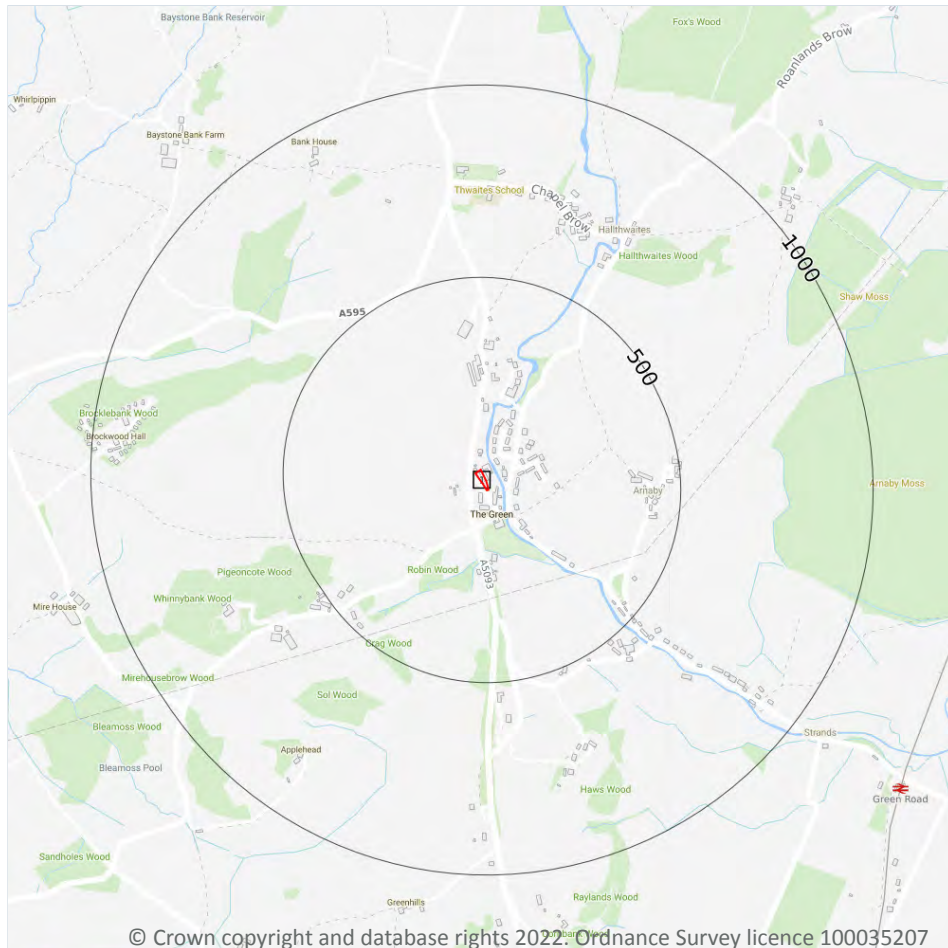 Baystone Bank Reservoir
Fox's Wood
Roanlands Brow
Whirlpippin
Baystone Bank Farm
Bank House
Thwaites School
Chapel Brow
Hallthwaites
Hallthwaites Wood
1000
Shaw Moss
A595
500
Brocklebank Wood
Brockwood Hall
Arnaby
Arnaby Moss
The Green
A5093
Robin Wood
Pigeoncote Wood
Whinnybank Wood
Mire House
Crag Wood
Mirehousebrow Wood
Sol Wood
Bleamoss Wood
Bleamoss Pool
Applehead
Strands
Haws Wood
Green Road
Sandholes Wood
Raylands Wood
Greenhills
© Crown copyright and database rights 2022. Ordnance Survey licence 100035207